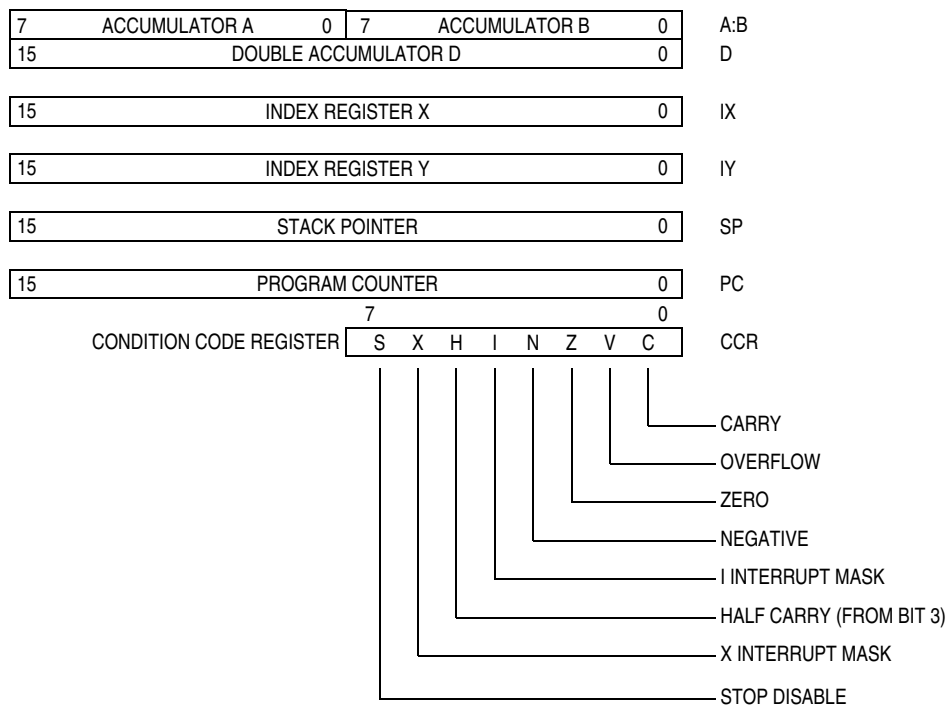 7 ACCUMULATOR A 0 7 ACCUMULATOR B 0 A:B
15 DOUBLE ACCUMULATOR D 0 D
15 INDEX REGISTER X 0 IX
15 INDEX REGISTER Y 0 IY
15 STACK POINTER 0 SP
15 PROGRAM COUNTER 0 PC
7 0
CONDITION CODE REGISTER S X H I N Z V C CCR
CARRY
OVERFLOW
ZERO
NEGATIVE
I INTERRUPT MASK
HALF CARRY (FROM BIT 3)
X INTERRUPT MASK
STOP DISABLE